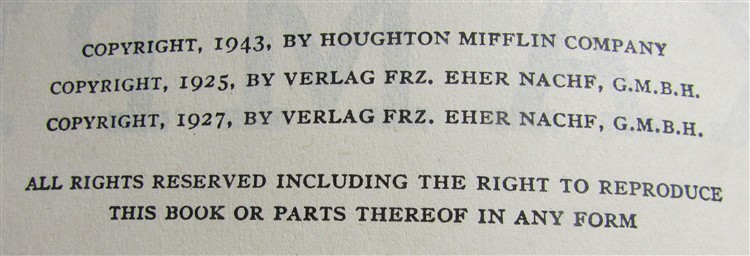 COPYRIGHT, 1943, BY HOUGHTON MIFFLIN COMPANY
COPYRIGHT, 1925, BY VERLAG FRZ. EHER NACHF, G.M.B.H.
COPYRIGHT, 1927, BY VERLAG FRZ. EHER NACHF, G.M.B.H.
ALL RIGHTS RESERVED INCLUDING THE RIGHT TO REPRODUCE
THIS BOOK OR PARTS THEREOF IN ANY FORM